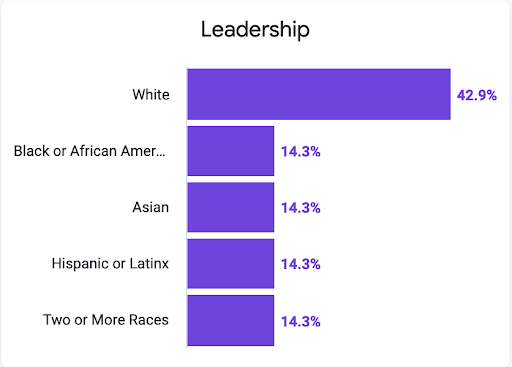 Leadership
White
42.9%
Black or African Amer...
14.3%
Asian
14.3%
Hispanic or Latinx
14.3%
Two or More Races
14.3%